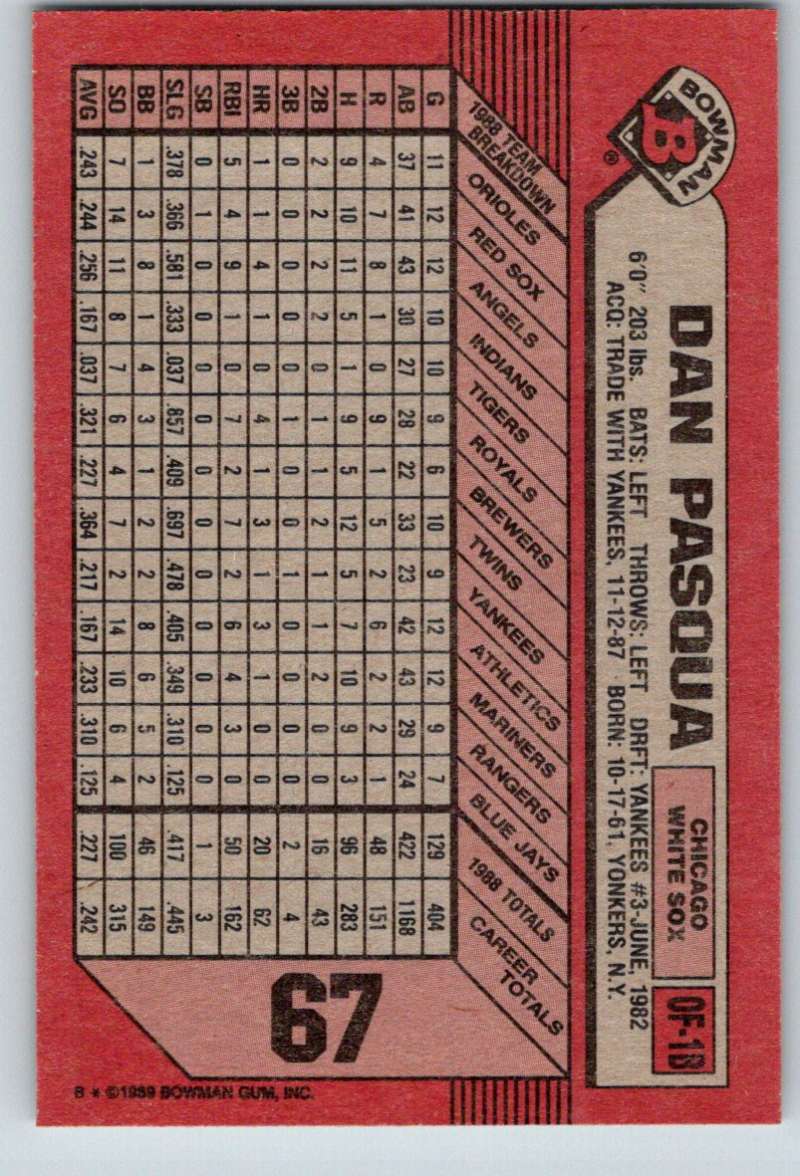 BOWMAN
B
®
DAN PASQUA
CHICAGO
WHITE SOX
OF-1B
6'0" 203 lbs. BATS: LEFT THROWS: LEFT DRFT: YANKEES #3-JUNE, 1982
ACQ: TRADE WITH YANKEES, 11-12-87 BORN: 10-17-61, YONKERS, N.Y.
1988 TEAM BREAKDOWN ORIOLES RED SOX ANGELS INDIANS TIGERS ROYALS BREWERS TWINS YANKEES ATHLETICS MARINERS RANGERS BLUE JAYS 1988 TOTALS CAREER TOTALS
G 11 12 12 10 10 9 6 10 9 12 12 9 7 129 404
AB 37 41 43 30 27 28 22 33 23 42 43 29 24 422 1168
R 4 7 8 1 0 9 1 5 2 6 2 2 1 48 151
H 9 10 11 5 1 9 5 12 5 7 10 9 3 96 283
2B 2 2 2 2 0 1 1 2 1 1 2 0 0 16 43
3B 0 0 0 0 0 1 0 0 1 0 0 0 0 2 4
HR 1 1 4 1 0 4 1 3 1 3 1 0 0 20 62
RBI 5 4 9 1 0 7 2 7 2 6 4 3 0 50 162
SB 0 1 0 0 0 0 0 0 0 0 0 0 0 1 3
SLG .378 .366 .581 .333 .037 .857 .409 .697 .478 .405 .349 .310 .125 .417 .445
BB 1 3 8 1 4 3 1 2 2 8 6 5 2 46 149
SO 7 14 11 8 7 6 4 7 2 14 10 6 4 100 315
AVG .243 .244 .256 .167 .037 .321 .227 .364 .217 .167 .233 .310 .125 .227 .242
67
B * ©1989 BOWMAN GUM, INC.